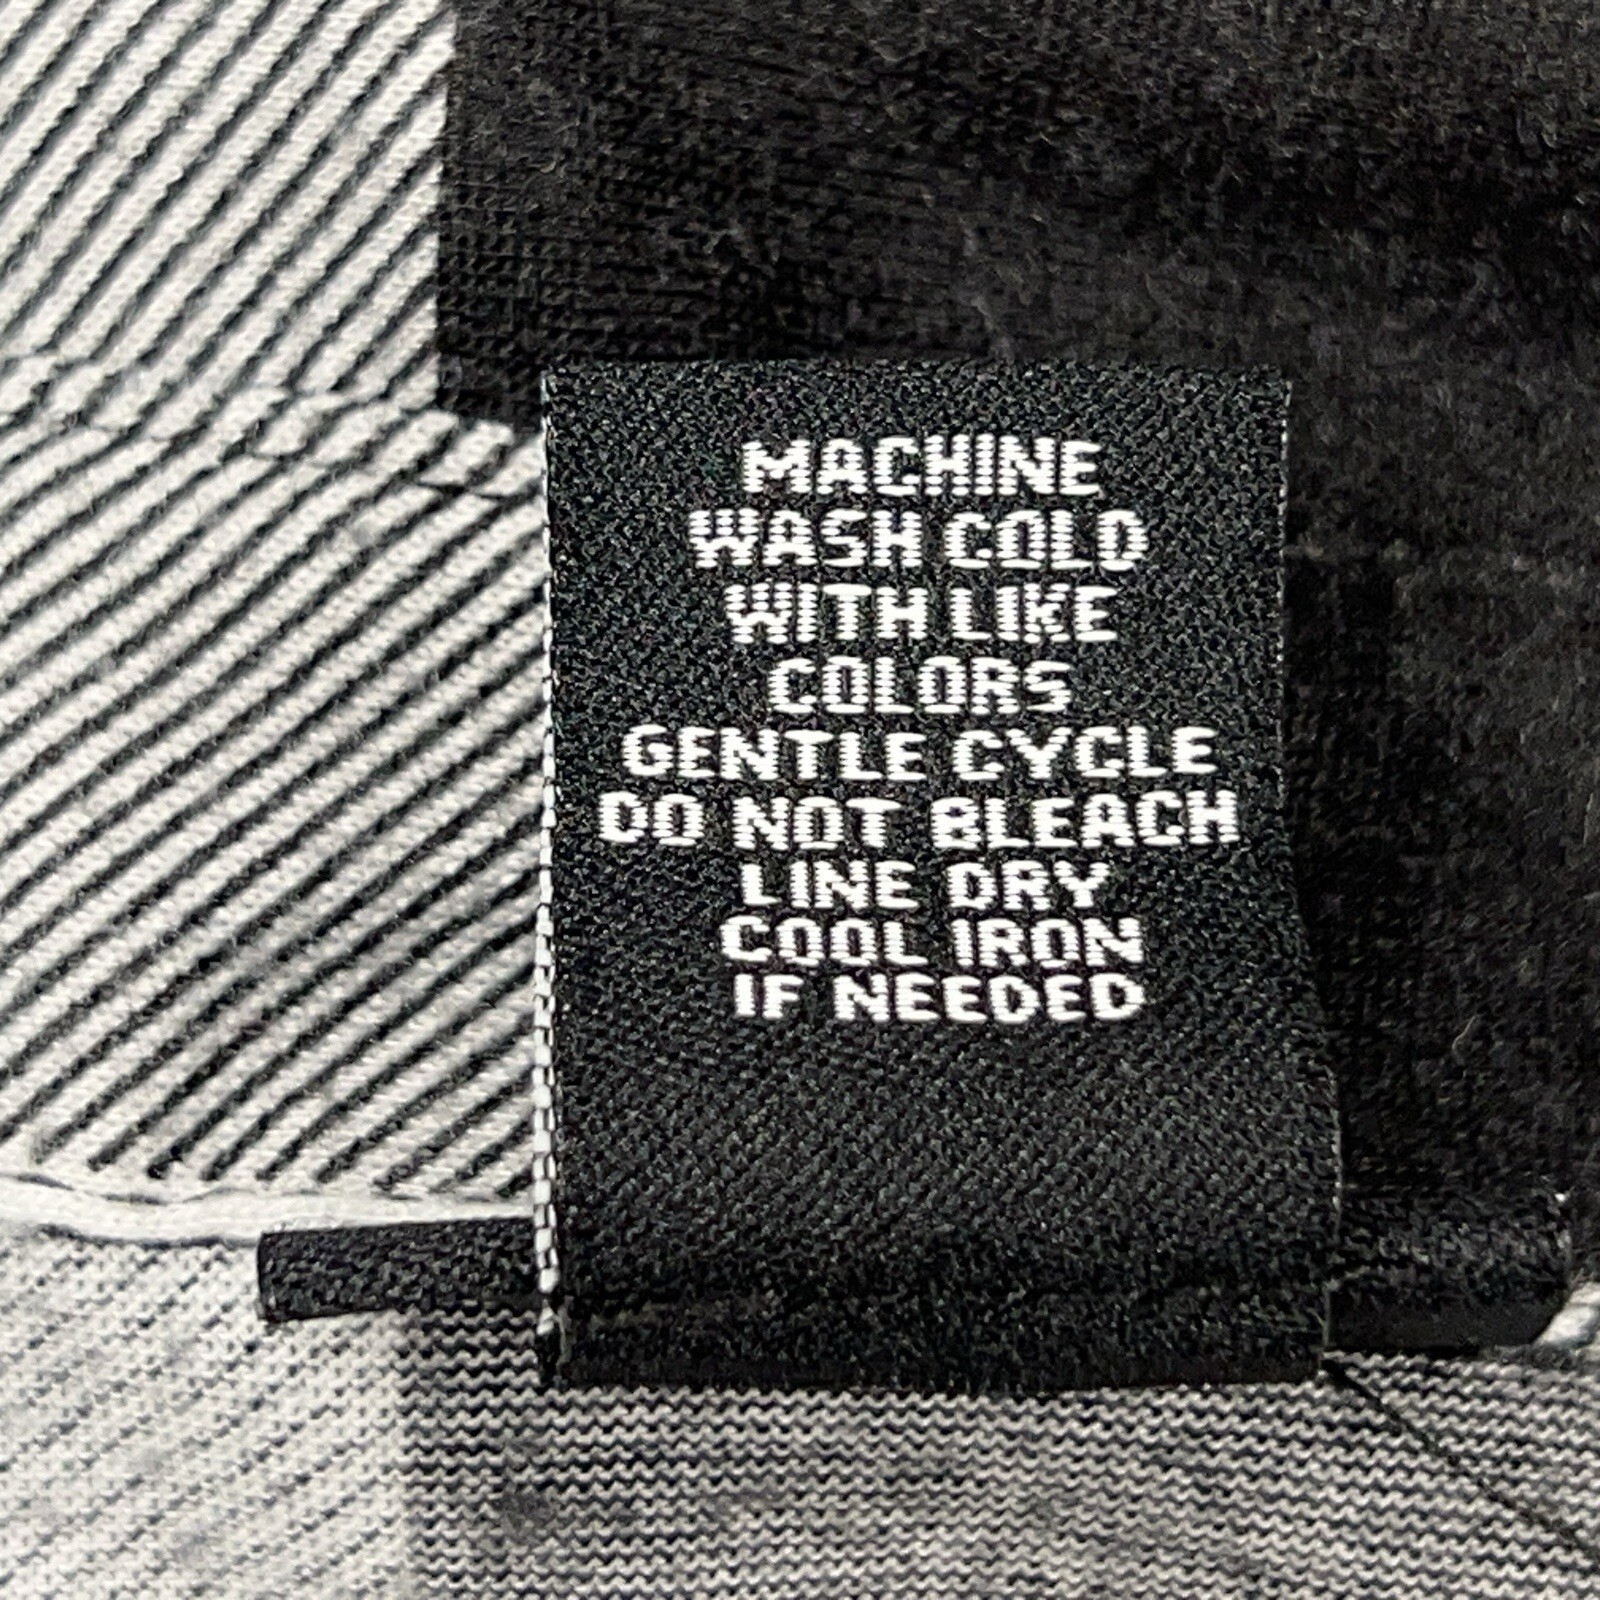 MACHINE
WASH COLD
WITH LIKE
COLORS
GENTLE CYCLE
DO NOT BLEACH
LINE DRY
COOL IRON
IF NEEDED